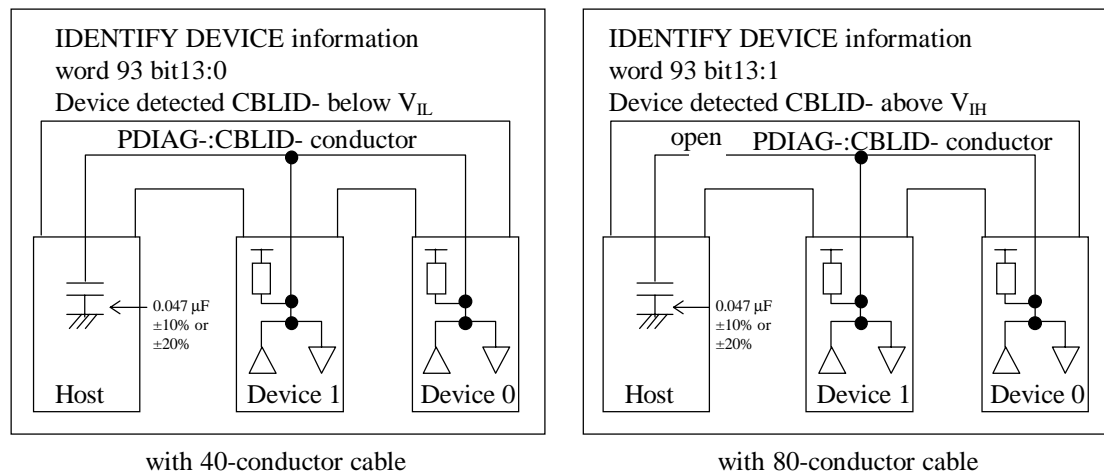 IDENTIFY DEVICE information
word 93 bit13:0
Device detected CBLID- below VIL
PDIAG-:CBLID- conductor
0.047 µF
±10% or
±20%
Host
Device 1
Device 0
with 40-conductor cable
IDENTIFY DEVICE information
word 93 bit13:1
Device detected CBLID- above VIH
open
PDIAG-:CBLID- conductor
0.047 µF
±10% or
±20%
Host
Device 1
Device 0
with 80-conductor cable